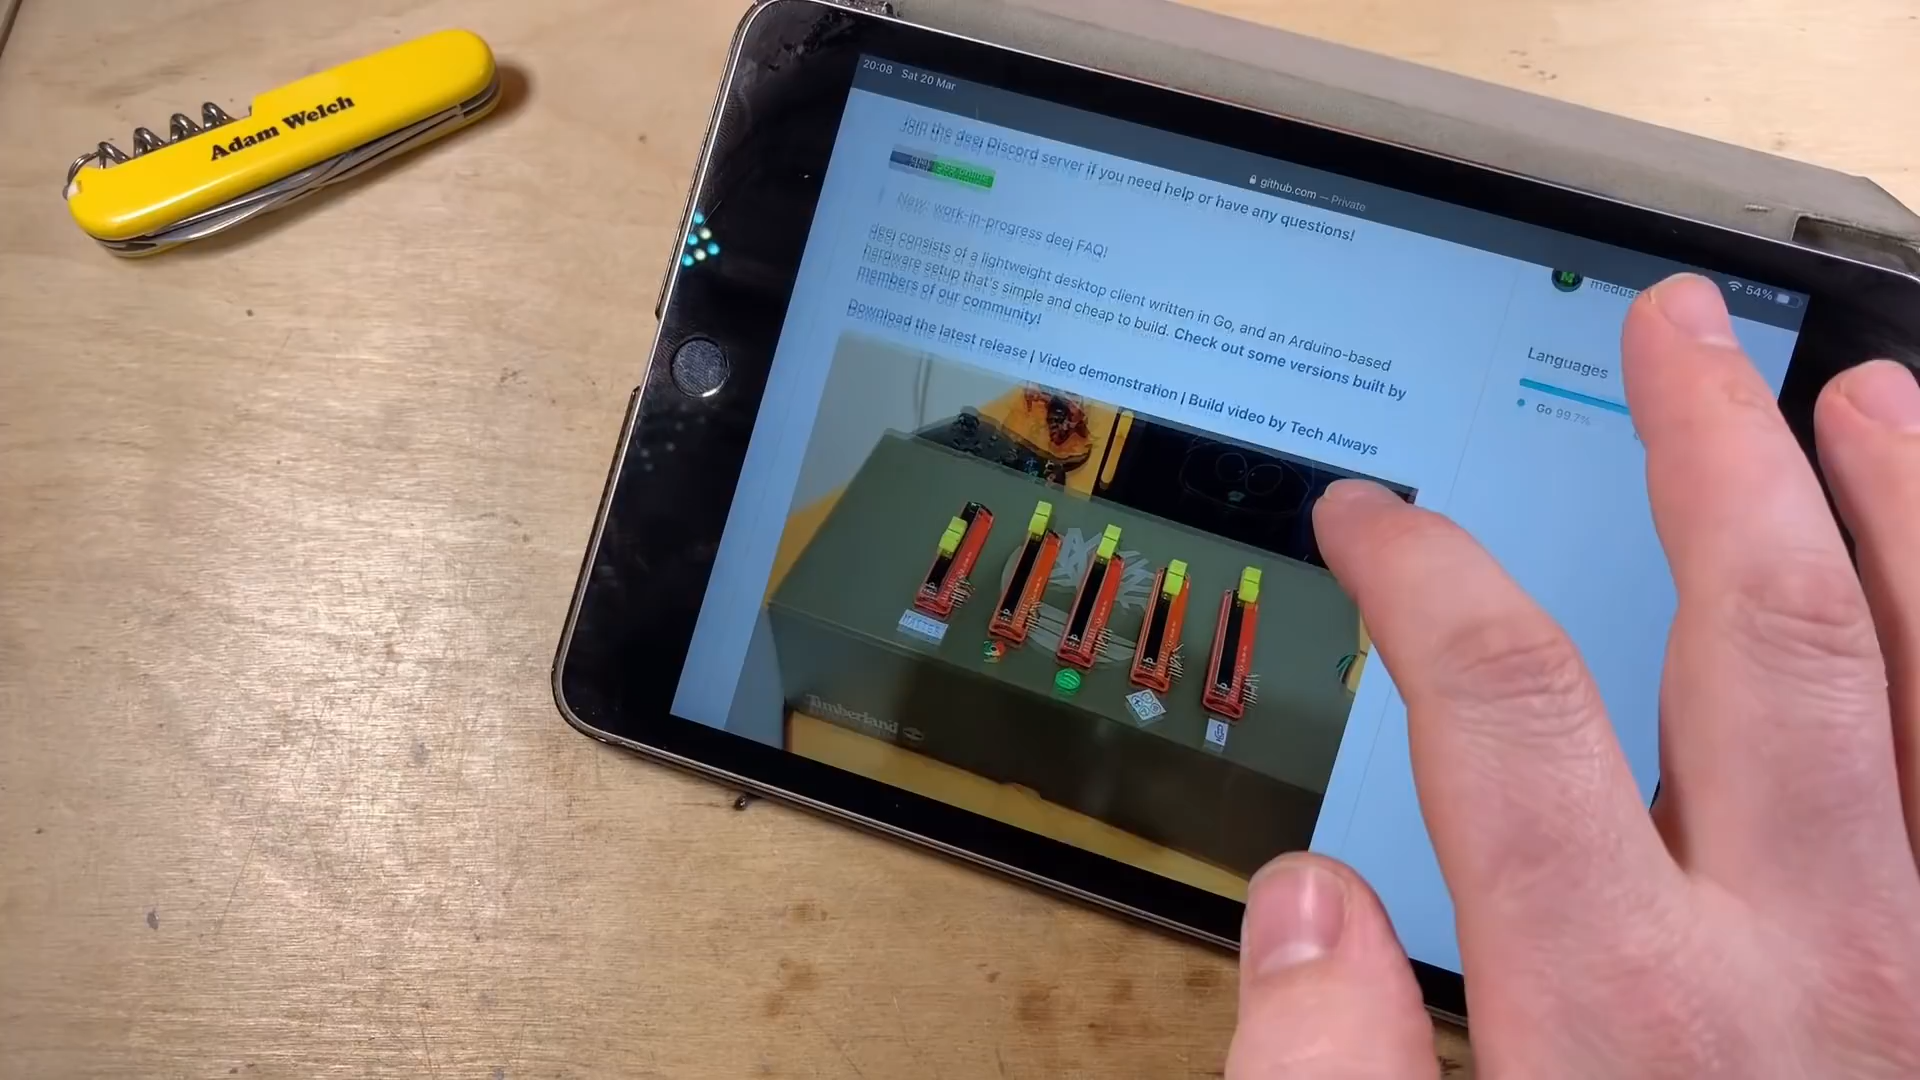 Adam Welch
20:08 Sat 20 Mar
github.com — Private
54%
Join the deej Discord server if you need help or have any questions!
New: work-in-progress deej FAQ!
deej consists of a lightweight desktop client written in Go, and an Arduino-based
hardware setup that's simple and cheap to build. Check out some versions built by
members of our community!
Download the latest release | Video demonstration | Build video by Tech Always
Languages
Go 99.7%
MASTER
Timberland